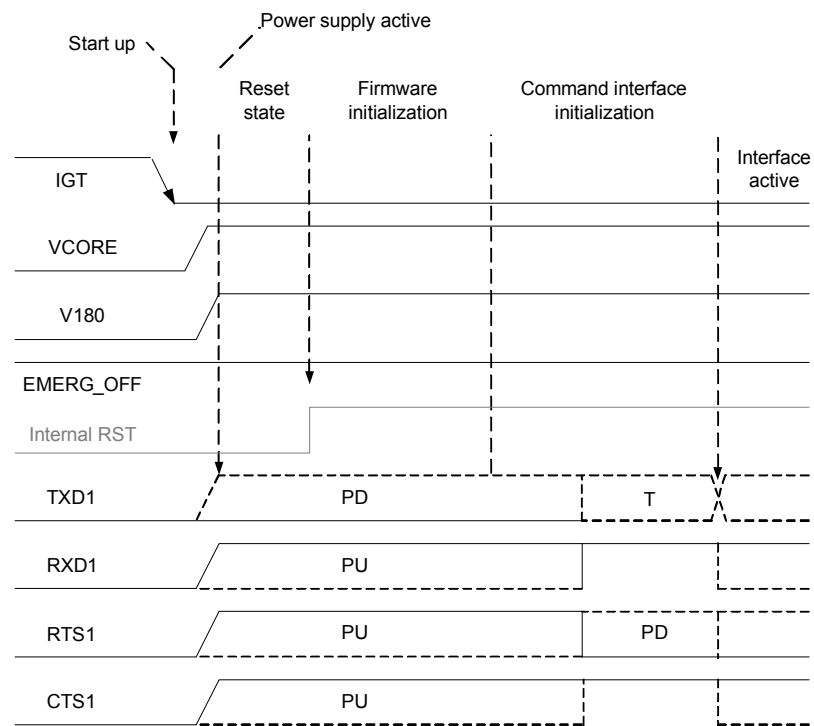 Power supply active
Start up
Reset
state
Firmware
initialization
Command interface
initialization
Interface
active
IGT
VCORE
V180
EMERG_OFF
Internal RST
TXD1
PD
T
RXD1
PU
RTS1
PU
PD
CTS1
PU